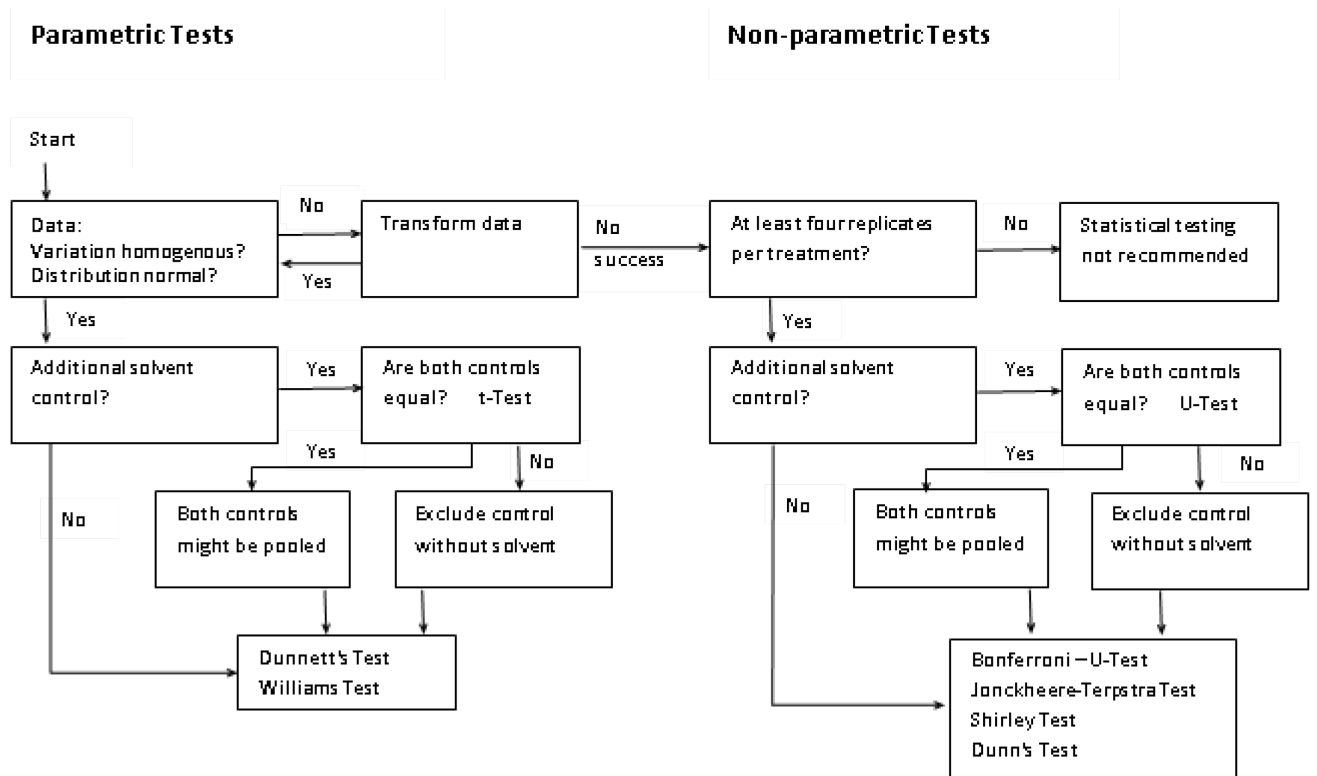 Parametric Tests
Non-parametric Tests
Start
Data:
Variation homogenous?
Distribution normal?
No
Yes
Transform data
No
success
At least four replicates
per treatment?
No
Statistical testing
not recommended
Yes
Yes
Additional solvent
control?
Yes
Are both controls
equal? t-Test
Additional solvent
control?
Yes
Are both controls
equal? U-Test
Yes
No
Yes
No
No
Both controls
might be pooled
Exclude control
without solvent
No
Both controls
might be pooled
Exclude control
without solvent
Dunnett's Test
Williams Test
Bonferroni – U-Test
Jonckheere-Terpstra Test
Shirley Test
Dunn's Test